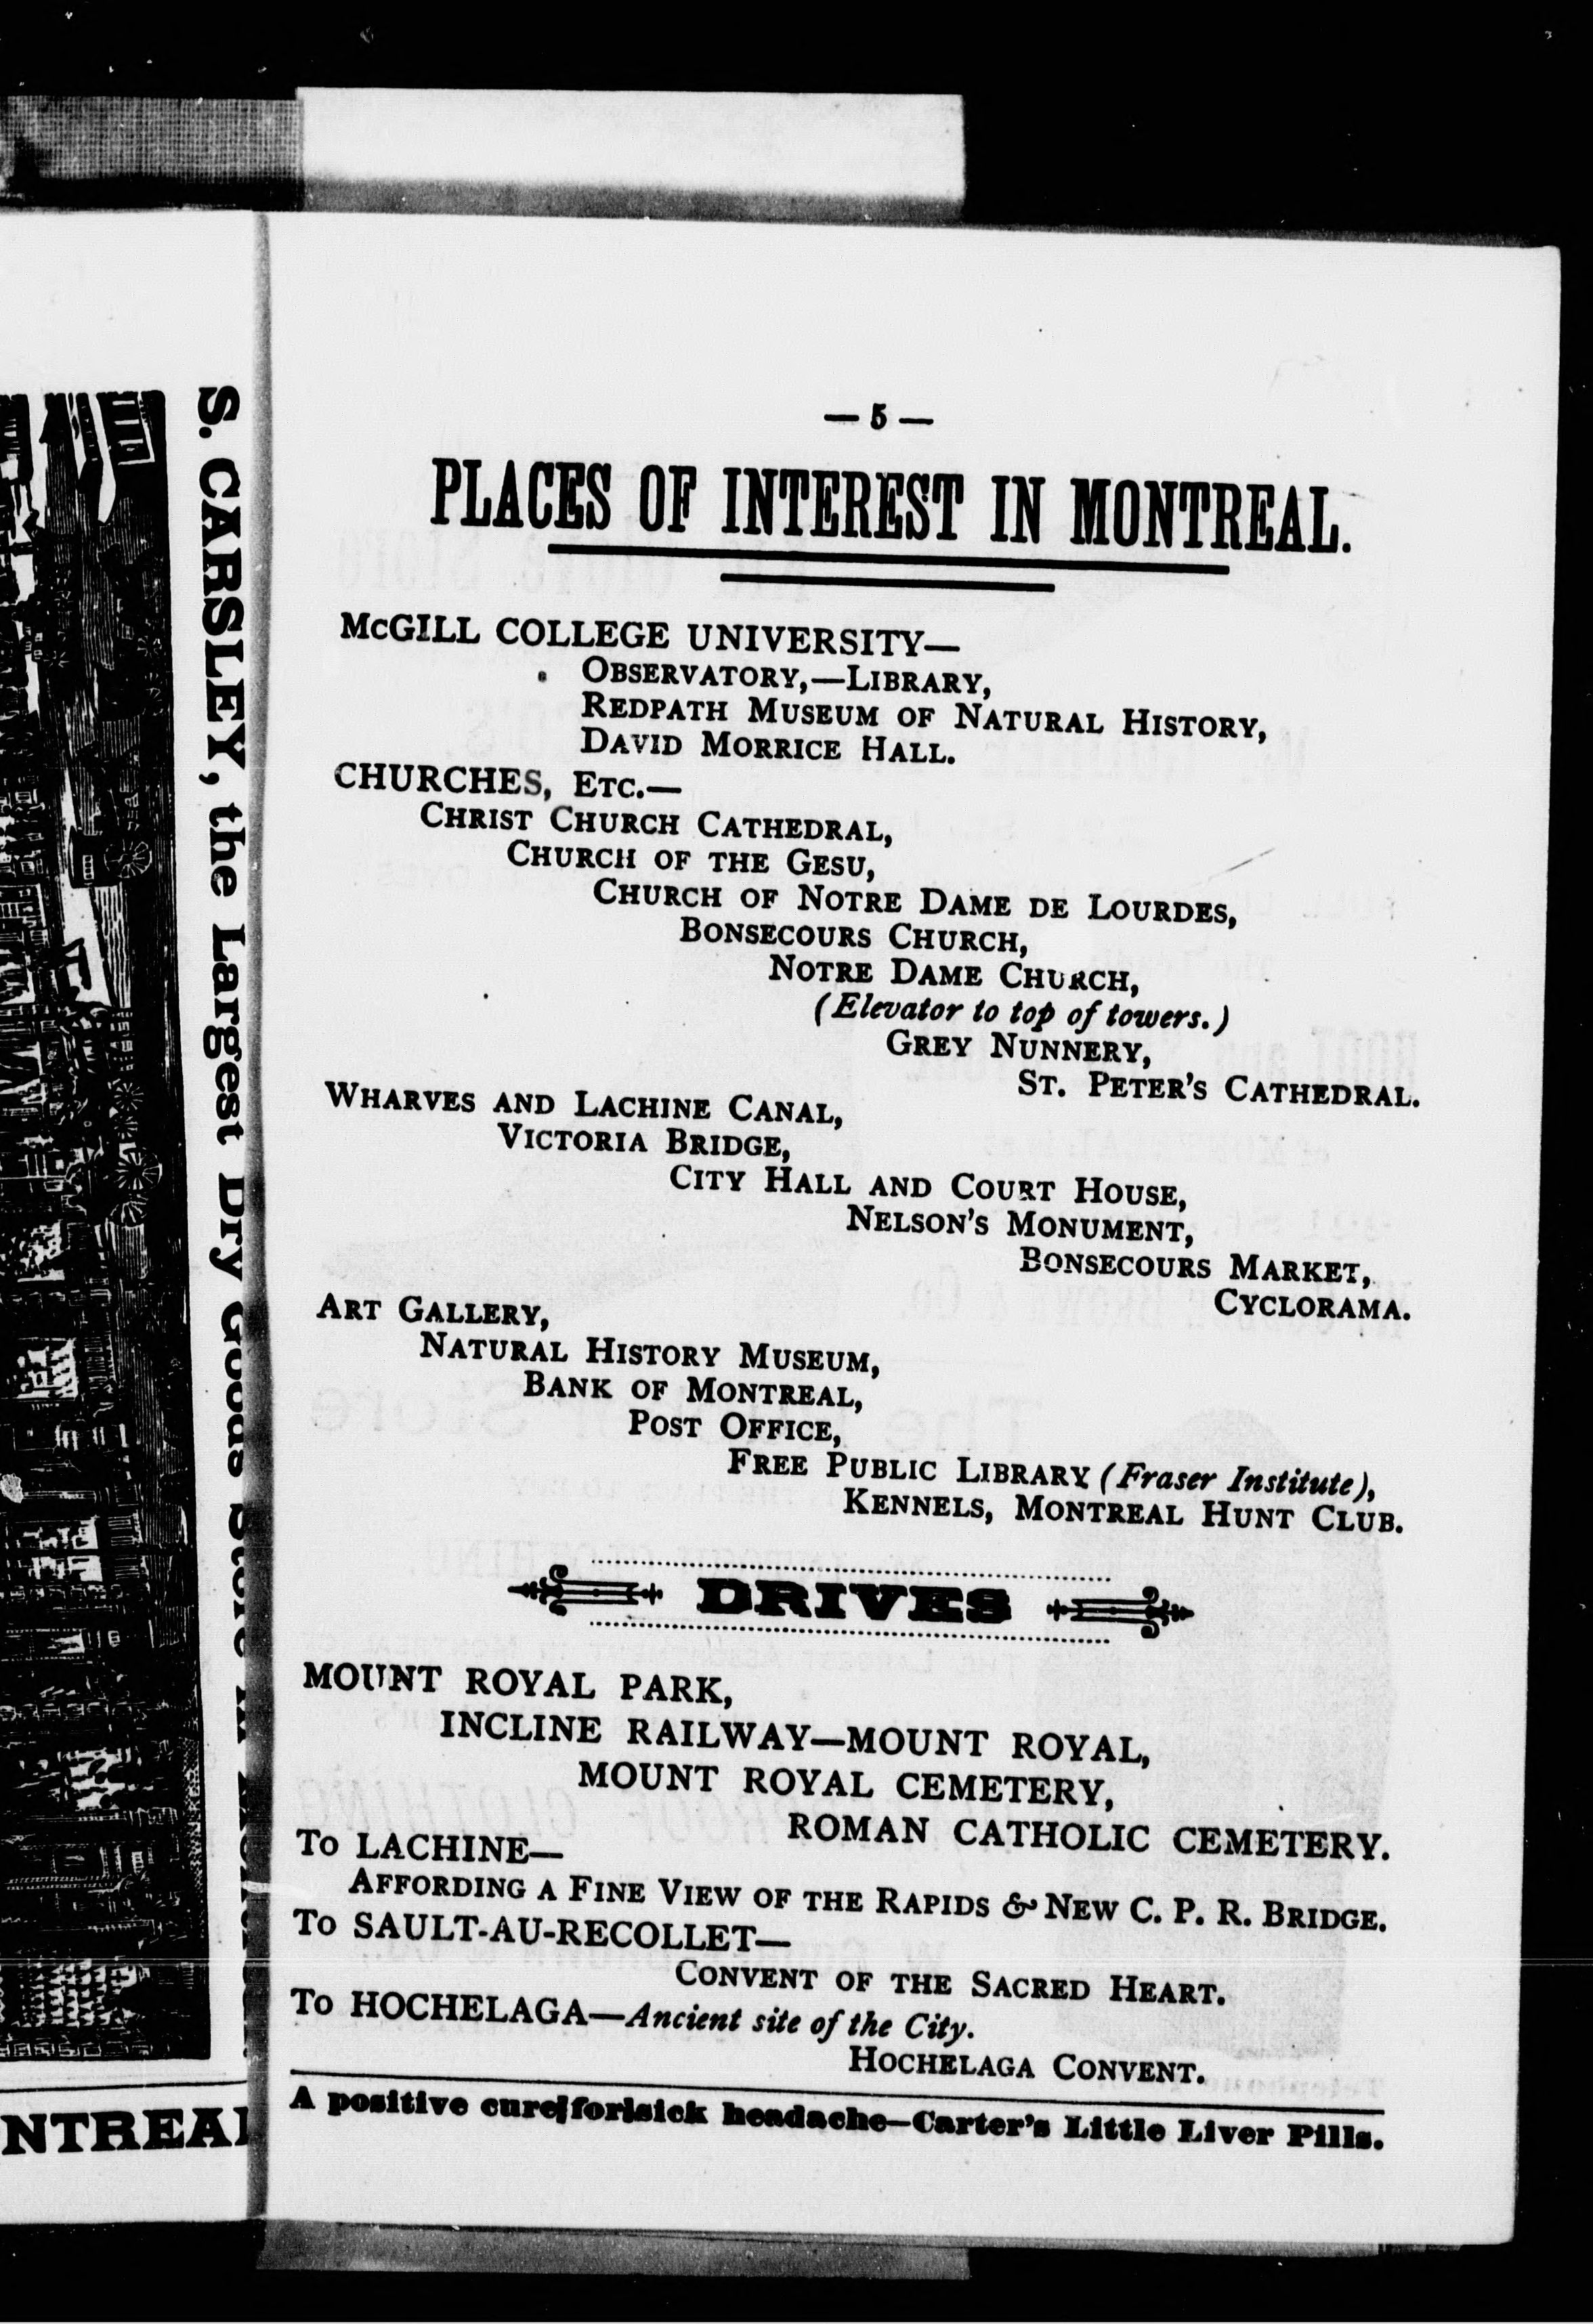 S. CARSLEY, the Largest Dry Goods Store in
NTREAL
— 5 —
PLACES OF INTEREST IN MONTREAL.
McGILL COLLEGE UNIVERSITY—
OBSERVATORY,—LIBRARY,
REDPATH MUSEUM OF NATURAL HISTORY,
DAVID MORRICE HALL.
CHURCHES, ETC.—
CHRIST CHURCH CATHEDRAL,
CHURCH OF THE GESU,
CHURCH OF NOTRE DAME DE LOURDES,
BONSECOURS CHURCH,
NOTRE DAME CHURCH,
(Elevator to top of towers.)
GREY NUNNERY,
ST. PETER'S CATHEDRAL.
WHARVES AND LACHINE CANAL,
VICTORIA BRIDGE,
CITY HALL AND COURT HOUSE,
NELSON'S MONUMENT,
BONSECOURS MARKET,
CYCLORAMA.
ART GALLERY,
NATURAL HISTORY MUSEUM,
BANK OF MONTREAL,
POST OFFICE,
FREE PUBLIC LIBRARY (Fraser Institute),
KENNELS, MONTREAL HUNT CLUB.
DRIVES
MOUNT ROYAL PARK,
INCLINE RAILWAY—MOUNT ROYAL,
MOUNT ROYAL CEMETERY,
ROMAN CATHOLIC CEMETERY.
To LACHINE—
AFFORDING A FINE VIEW OF THE RAPIDS & NEW C. P. R. BRIDGE.
To SAULT-AU-RECOLLET—
CONVENT OF THE SACRED HEART.
To HOCHELAGA—Ancient site of the City.
HOCHELAGA CONVENT.
A positive cure for sick headache—Carter's Little Liver Pills.